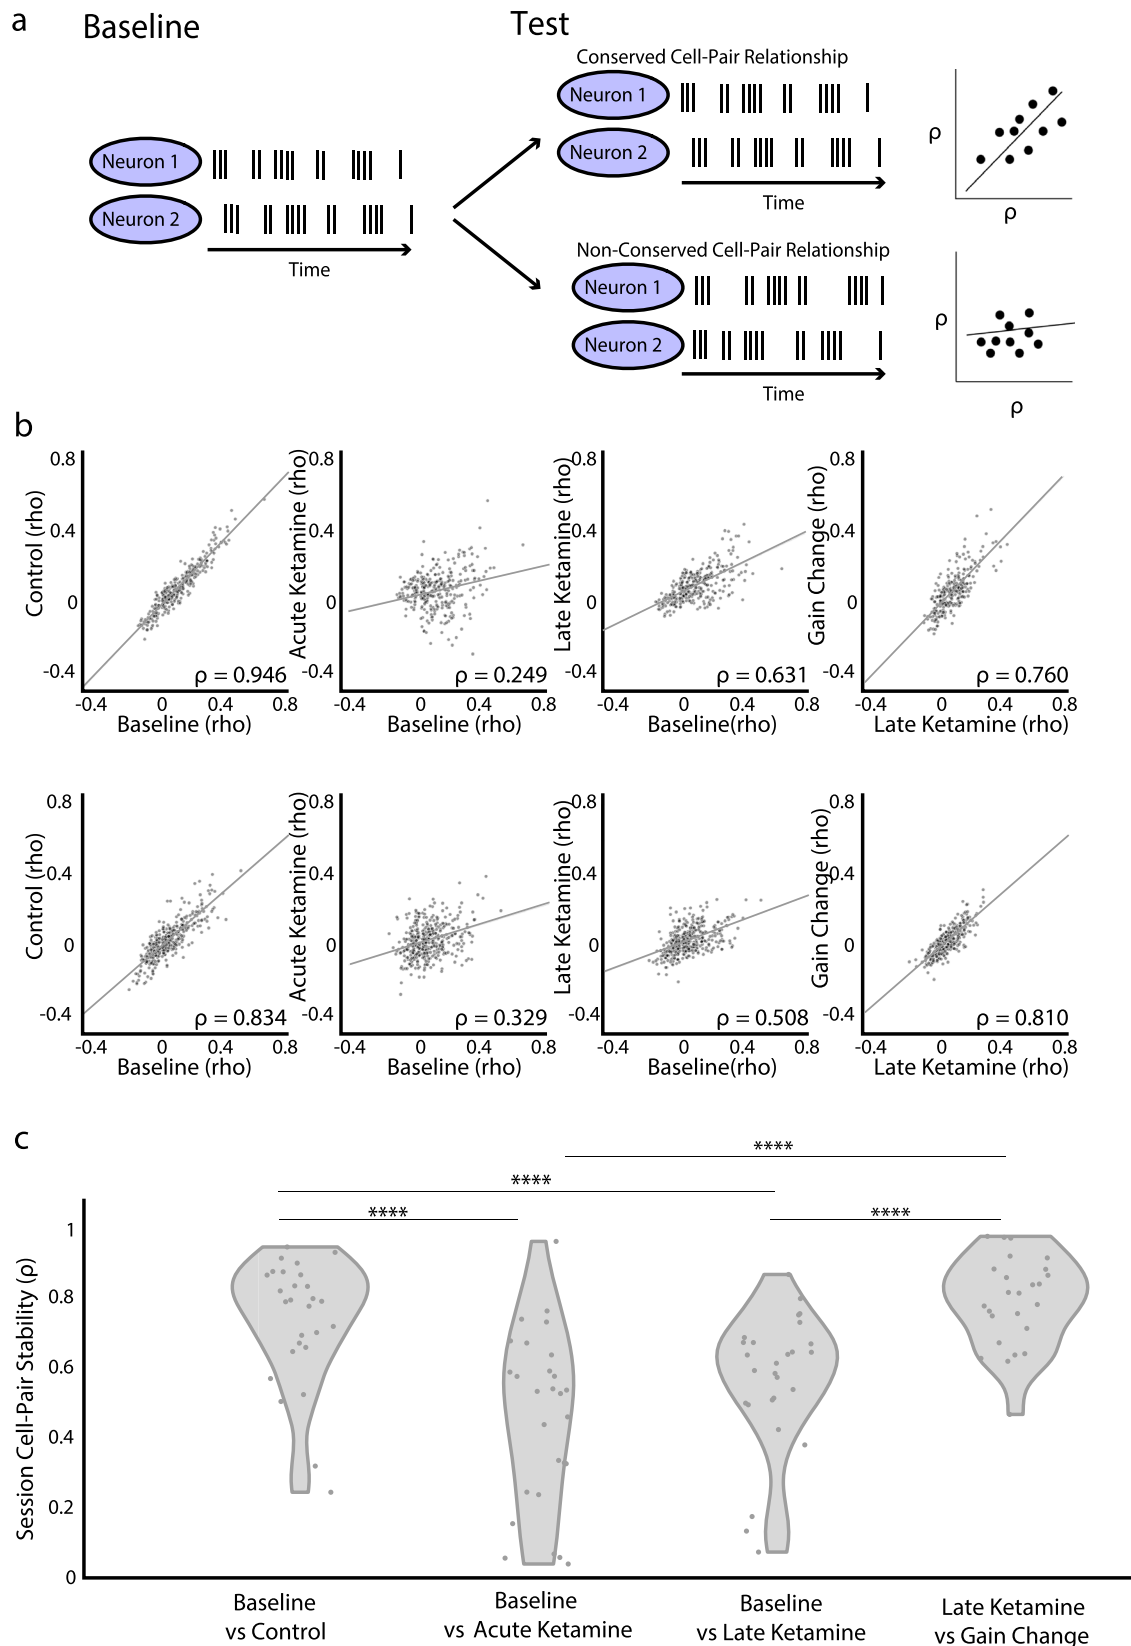 a
Baseline
Test
Conserved Cell-Pair Relationship
Neuron 1
Neuron 2
Time
Neuron 1
Neuron 2
Time
ρ
ρ
Non-Conserved Cell-Pair Relationship
Neuron 1
Neuron 2
Time
ρ
ρ
b
0.8
0.4
0
-0.4
Control (rho)
ρ = 0.946
-0.4 0 0.4 0.8
Baseline (rho)
0.8
0.4
0
-0.4
Acute Ketamine (rho)
ρ = 0.249
-0.4 0 0.4 0.8
Baseline (rho)
0.8
0.4
0
-0.4
Late Ketamine (rho)
ρ = 0.631
-0.4 0 0.4 0.8
Baseline(rho)
0.8
0.4
0
-0.4
Gain Change (rho)
ρ = 0.760
-0.4 0 0.4 0.8
Late Ketamine (rho)
0.8
0.4
0
-0.4
Control (rho)
ρ = 0.834
-0.4 0 0.4 0.8
Baseline (rho)
0.8
0.4
0
-0.4
Acute Ketamine (rho)
ρ = 0.329
-0.4 0 0.4 0.8
Baseline (rho)
0.8
0.4
0
-0.4
Late Ketamine (rho)
ρ = 0.508
-0.4 0 0.4 0.8
Baseline(rho)
0.8
0.4
0
-0.4
Gain Change (rho)
ρ = 0.810
-0.4 0 0.4 0.8
Late Ketamine (rho)
c
****
****
**** ****
Session Cell-Pair Stability (ρ)
1
0.8
0.6
0.4
0.2
0
Baseline
vs Control
Baseline
vs Acute Ketamine
Baseline
vs Late Ketamine
Late Ketamine
vs Gain Change